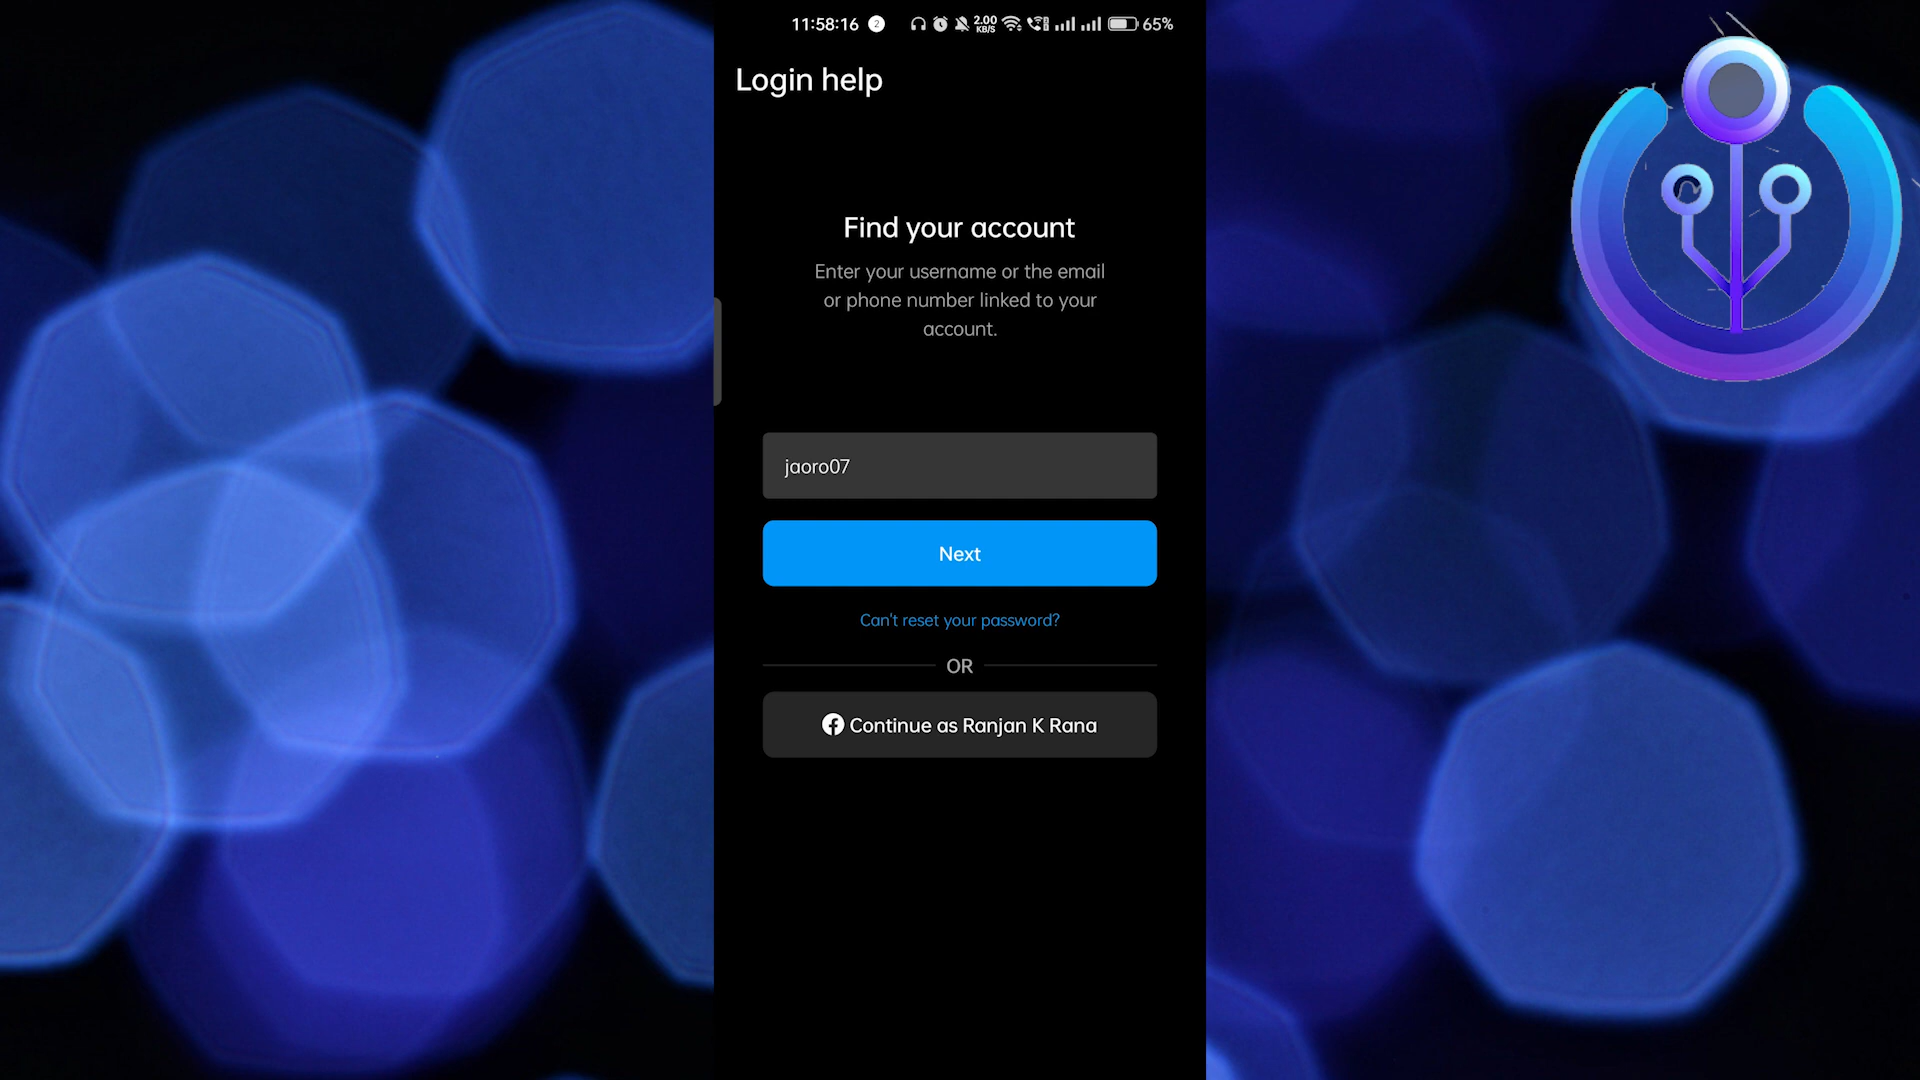 11:58:16 2 2.00 KB/S 65%
Login help
Find your account
Enter your username or the email
or phone number linked to your
account.
jaoro07
Next
Can't reset your password?
OR
Continue as Ranjan K Rana